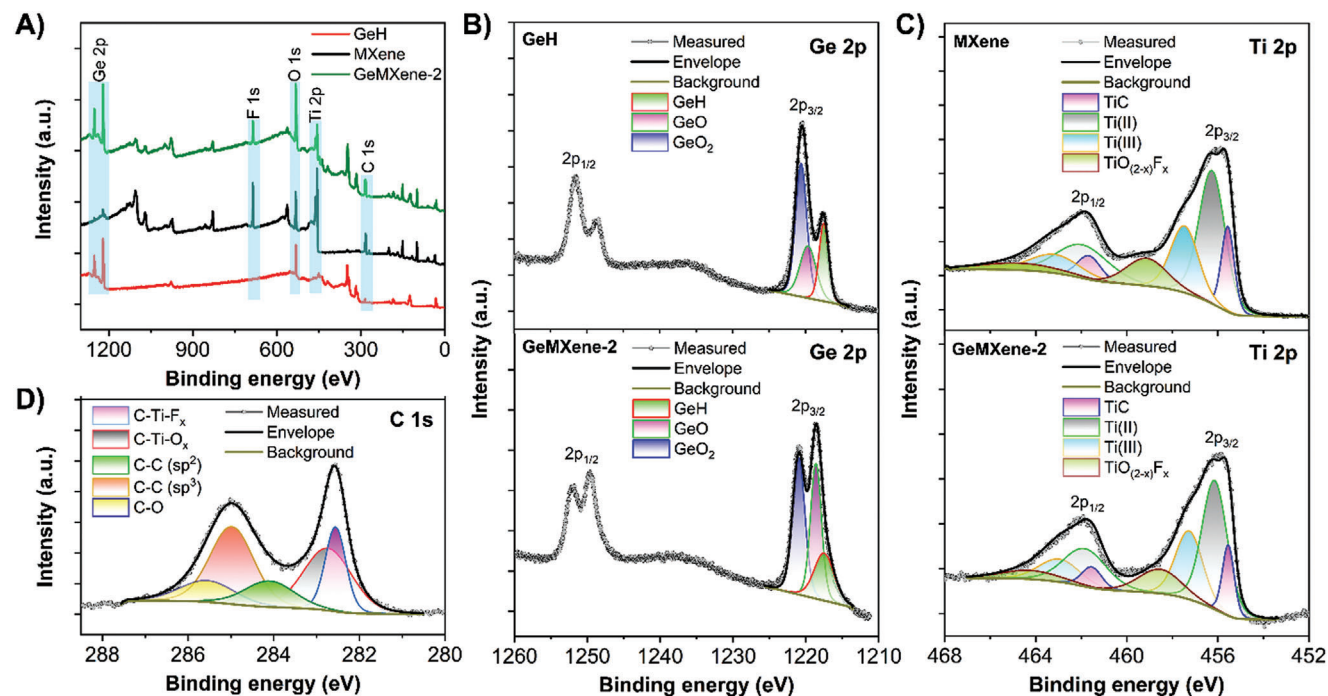 A)
GeH
MXene
GeMXene-2
Ge 2p
F 1s
O 1s
Ti 2p
C 1s
Intensity (a.u.)
1200 900 600 300 0
Binding energy (eV)
B)
GeH
Ge 2p
Measured
Envelope
Background
GeH
GeO
GeO₂
2p₃/₂
2p₁/₂
Intensity (a.u.)
GeMXene-2
Ge 2p
Measured
Envelope
Background
GeH
GeO
GeO₂
2p₃/₂
2p₁/₂
Intensity (a.u.)
1260 1250 1240 1230 1220 1210
Binding energy (eV)
C)
MXene
Ti 2p
Measured
Envelope
Background
TiC
Ti(II)
Ti(III)
TiO₍₂₋ₓ₎Fₓ
2p₃/₂
2p₁/₂
Intensity (a.u.)
GeMXene-2
Ti 2p
Measured
Envelope
Background
TiC
Ti(II)
Ti(III)
TiO₍₂₋ₓ₎Fₓ
2p₃/₂
2p₁/₂
Intensity (a.u.)
468 464 460 456 452
Binding energy (eV)
D)
C-Ti-Fₓ
C-Ti-Oₓ
C-C (sp²)
C-C (sp³)
C-O
Measured
Envelope
Background
C 1s
Intensity (a.u.)
288 286 284 282 280
Binding energy (eV)